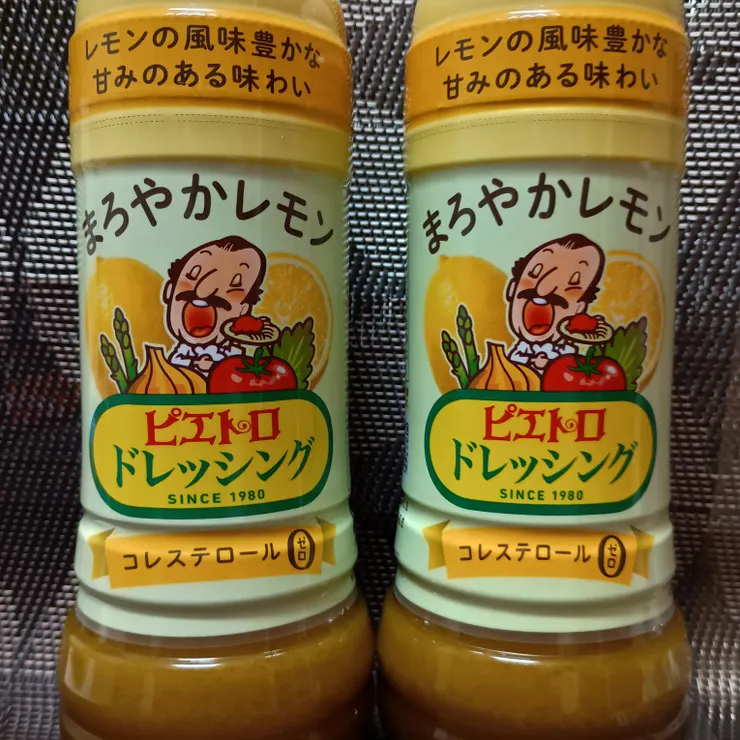 レモンの風味豊かな
甘みのある味わい
まろやかレモン
ピエトロ
ドレッシング
SINCE 1980
コレステロール0
ゼロ
レモンの風味豊かな
甘みのある味わい
まろやかレモン
ピエトロ
ドレッシング
SINCE 1980
コレステロール0
ゼロ